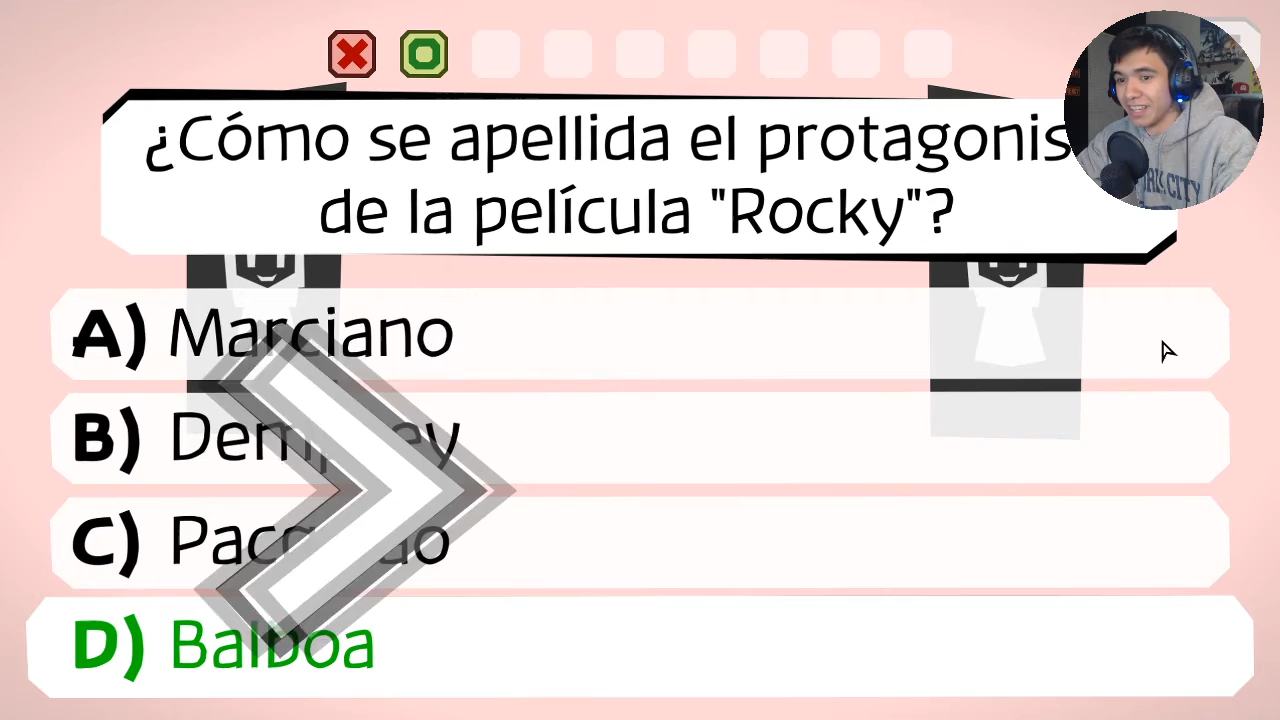 ¿Cómo se apellida el protagonis
de la película "Rocky"?
A) Marciano
B)
C)
D) Balboa